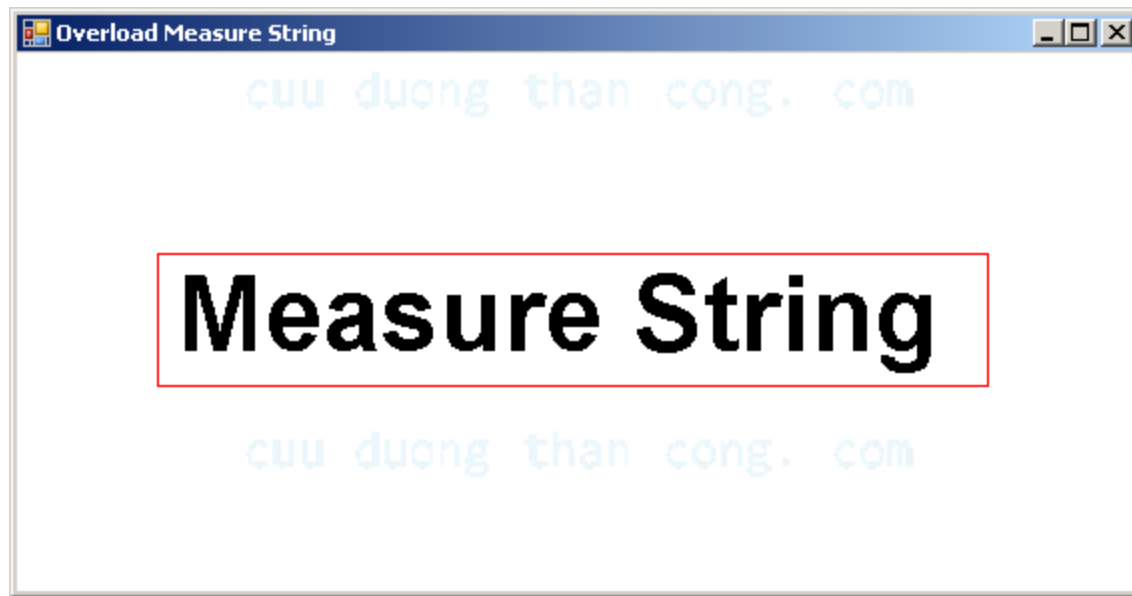 Overload Measure String
cuu duong than cong. com
Measure String
cuu duong than cong. com